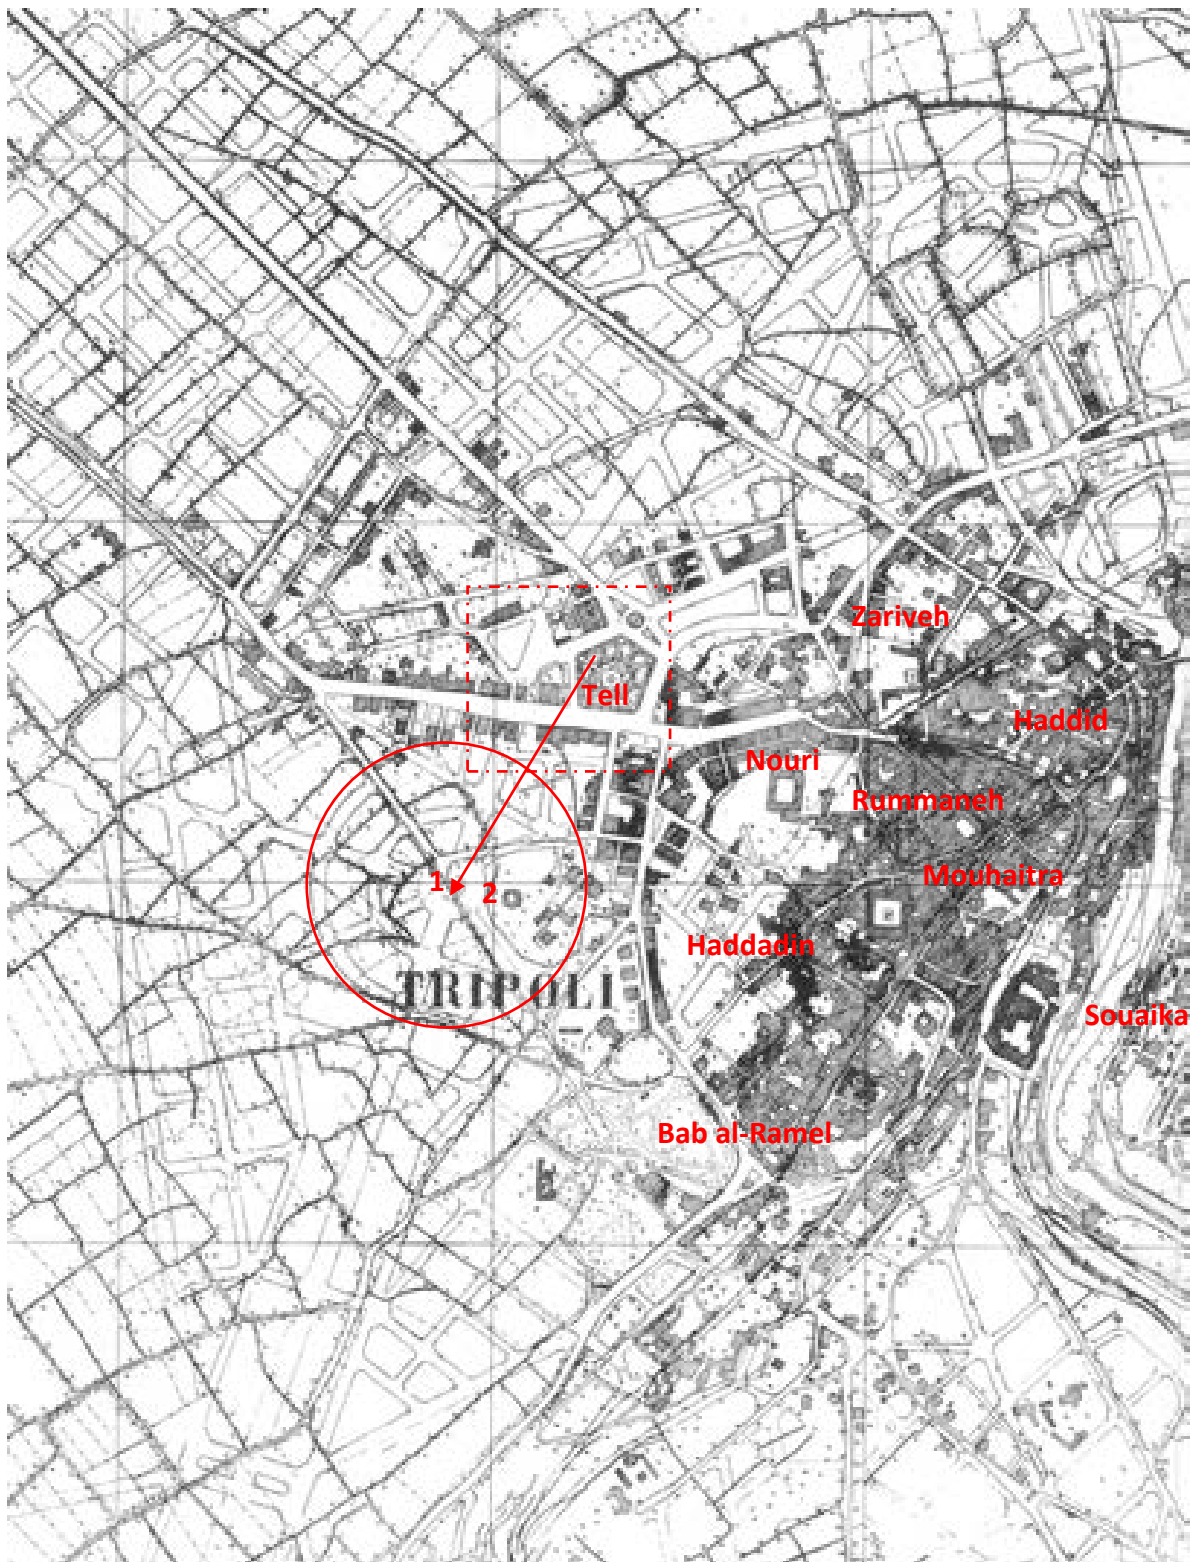 Zariveh
Tell
Haddid
Nouri
Rummaneh
Mouhaitra
1
2
Haddadin
TRIPOLI
Souaika
Bab al-Ramel